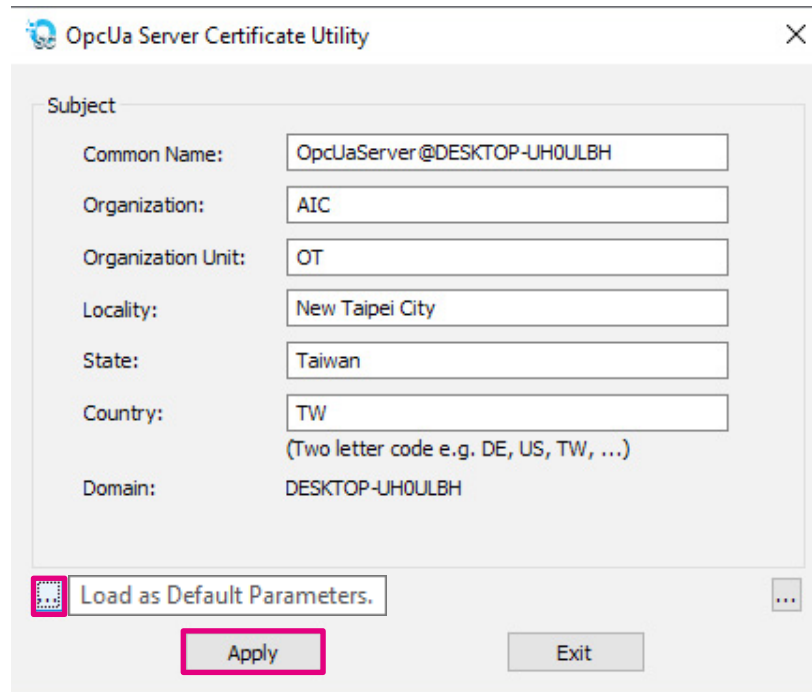 OpcUa Server Certificate Utility
Subject
Common Name: OpcUaServer@DESKTOP-UH0ULBH
Organization: AIC
Organization Unit: OT
Locality: New Taipei City
State: Taiwan
Country: TW
(Two letter code e.g. DE, US, TW, ...)
Domain: DESKTOP-UH0ULBH
... Load as Default Parameters. ...
Apply Exit